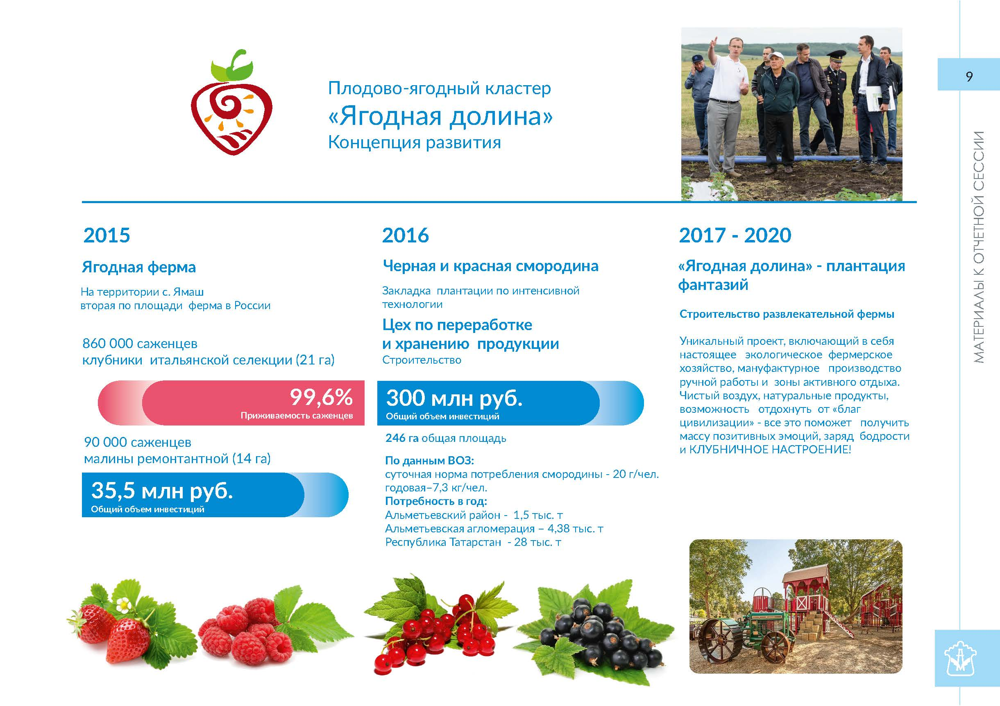 Плодово-ягодный кластер
«Ягодная долина»
Концепция развития
9
МАТЕРИАЛЫ К ОТЧЕТНОЙ СЕССИИ
2015
Ягодная ферма
На территории с. Ямаш
вторая по площади ферма в России
860 000 саженцев
клубники итальянской селекции (21 га)
99,6%
Приживаемость саженцев
90 000 саженцев
малины ремонтантной (14 га)
35,5 млн руб.
Общий объем инвестиций
2016
Черная и красная смородина
Закладка плантации по интенсивной
технологии
Цех по переработке
и хранению продукции
Строительство
300 млн руб.
Общий объем инвестиций
246 га общая площадь
По данным ВОЗ:
суточная норма потребления смородины - 20 г/чел.
годовая–7,3 кг/чел.
Потребность в год:
Альметьевский район - 1,5 тыс. т
Альметьевская агломерация – 4,38 тыс. т
Республика Татарстан - 28 тыс. т
2017 - 2020
«Ягодная долина» - плантация
фантазий
Строительство развлекательной фермы
Уникальный проект, включающий в себя
настоящее экологическое фермерское
хозяйство, мануфактурное производство
ручной работы и зоны активного отдыха.
Чистый воздух, натуральные продукты,
возможность отдохнуть от «благ
цивилизации» - все это поможет получить
массу позитивных эмоций, заряд бодрости
и КЛУБНИЧНОЕ НАСТРОЕНИЕ!